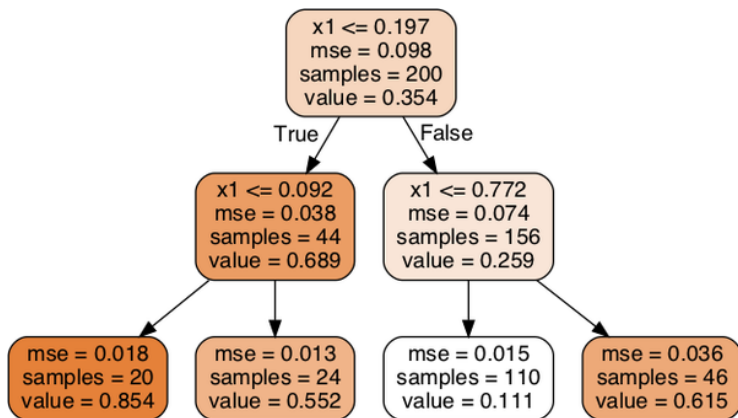 x1 <= 0.197
mse = 0.098
samples = 200
value = 0.354
True
False
x1 <= 0.092
mse = 0.038
samples = 44
value = 0.689
x1 <= 0.772
mse = 0.074
samples = 156
value = 0.259
mse = 0.018
samples = 20
value = 0.854
mse = 0.013
samples = 24
value = 0.552
mse = 0.015
samples = 110
value = 0.111
mse = 0.036
samples = 46
value = 0.615